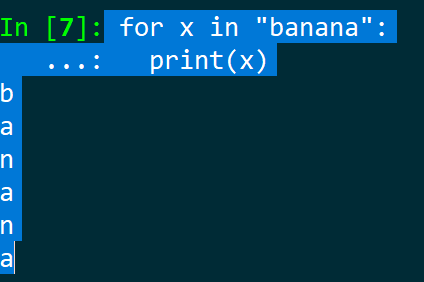 In [7]: for x in "banana":
   ...:   print(x)
b
a
n
a
n
a